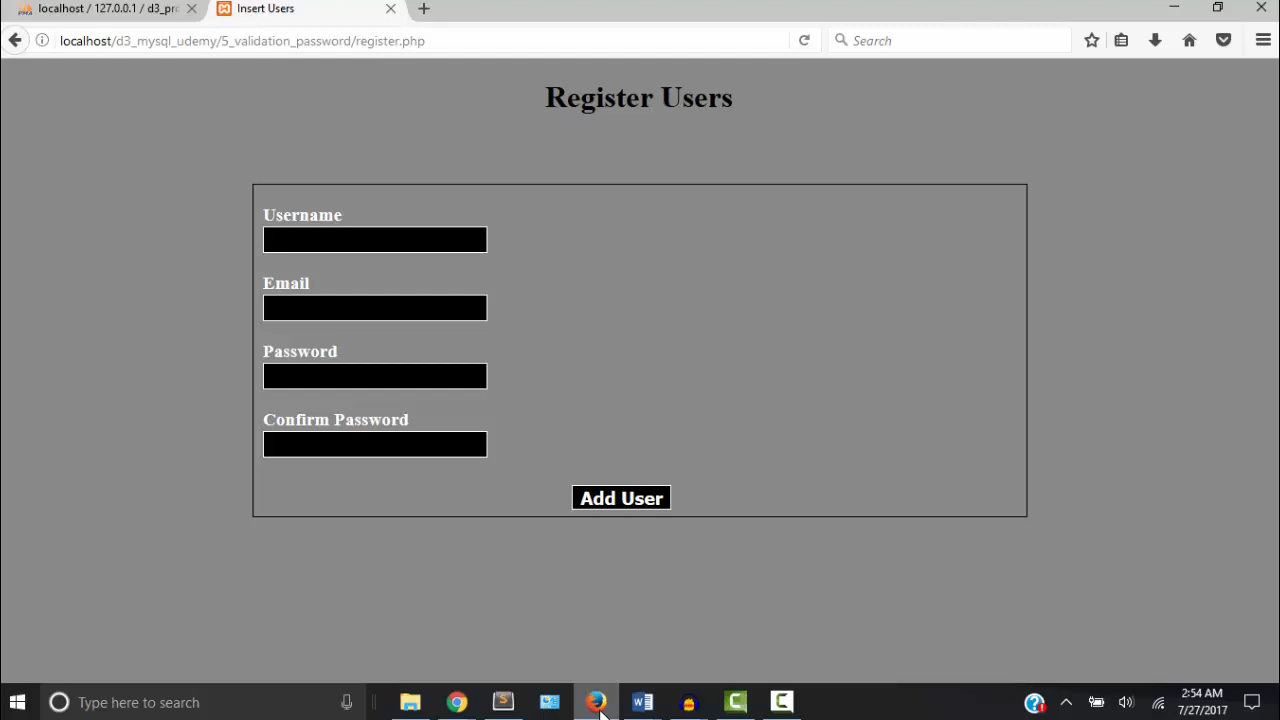 localhost / 127.0.0.1 / d3_pro
Insert Users
localhost/d3_mysql_udemy/5_validation_password/register.php
Search
Register Users
Username
Email
Password
Confirm Password
Add User
Type here to search
2:54 AM
7/27/2017